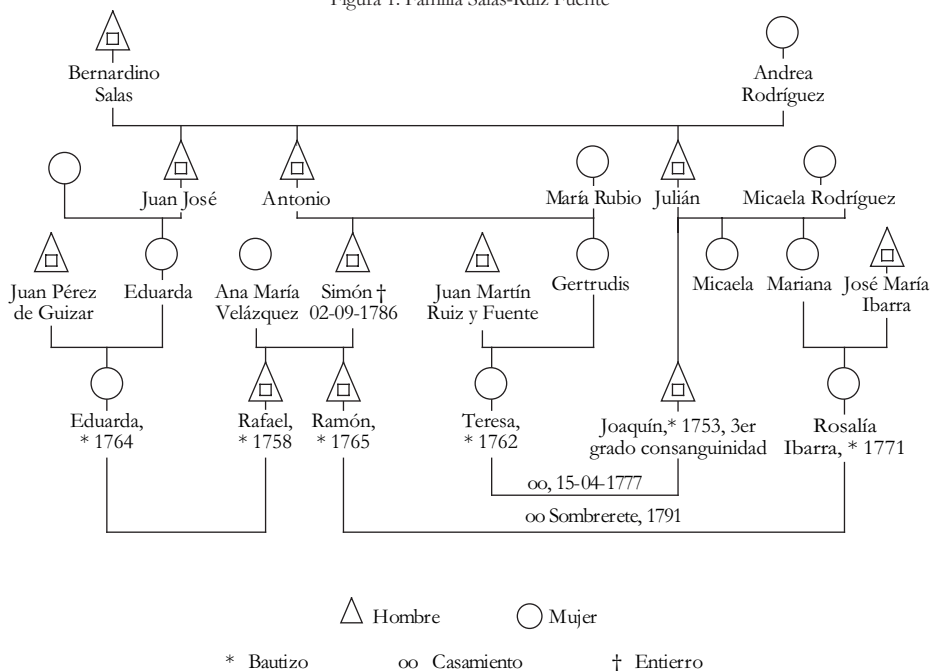 Figura 1. Familia Salas-Ruiz Fuente
Bernardino
Salas
Andrea
Rodríguez
Juan José
Antonio
María Rubio
Julián
Micaela Rodríguez
Juan Pérez
de Guizar
Eduarda
Ana María
Velázquez
Simón †
02-09-1786
Juan Martín
Ruiz y Fuente
Gertrudis
Micaela
Mariana
José María
Ibarra
Eduarda,
* 1764
Rafael,
* 1758
Ramón,
* 1765
Teresa,
* 1762
Joaquín,* 1753, 3er
grado consanguinidad
Rosalía
Ibarra, * 1771
oo, 15-04-1777
oo Sombrerete, 1791
Hombre
Mujer
* Bautizo
oo Casamiento
† Entierro